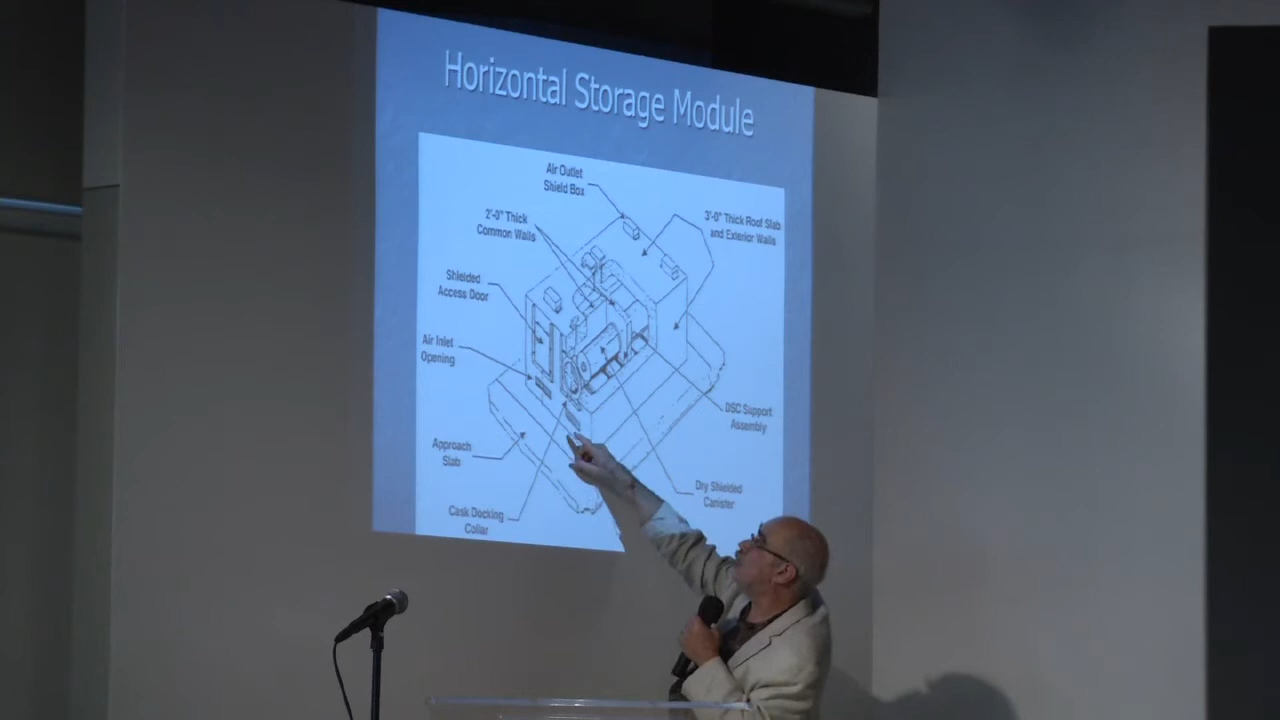 Horizontal Storage Module
Air Outlet
Shield Box
2'-0" Thick
Common Walls
3'-0" Thick Roof Slab
and Exterior Walls
Shielded
Access Door
Air Inlet
Opening
DSC Support
Assembly
Approach
Slab
Dry Shielded
Canister
Cask Docking
Collar